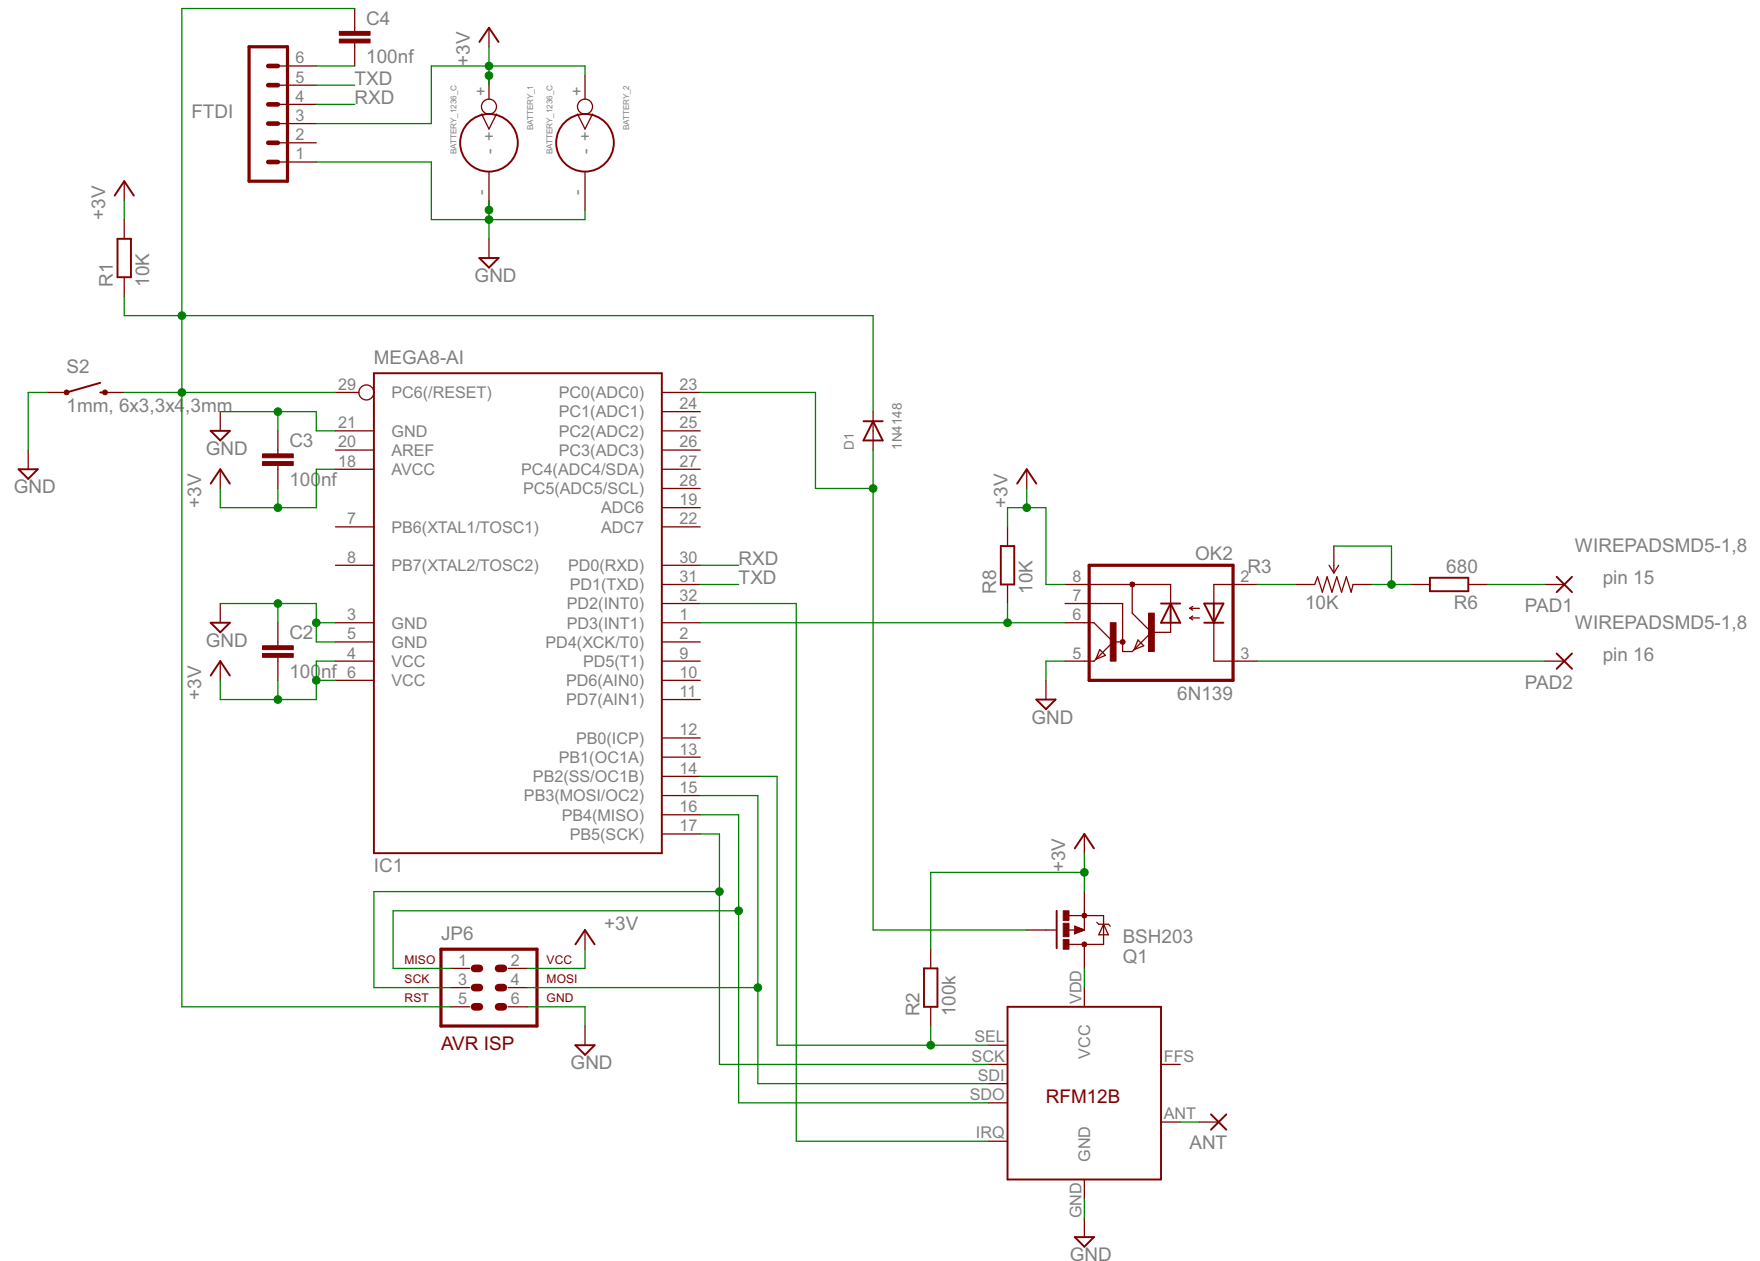 C4
100nf
+3V
6
5
TXD
4
RXD
3
2
1
FTDI
BATTERY_1236_C
+
+
-
-
BATTERY_1
BATTERY_1236_C
+
+
-
-
BATTERY_2
GND
+3V
R1
10K
S2
1mm, 6x3,3x4,3mm
GND
MEGA8-AI
29
PC6(/RESET)
21
GND
20
AREF
18
AVCC
7
PB6(XTAL1/TOSC1)
8
PB7(XTAL2/TOSC2)
3
GND
5
GND
4
VCC
6
VCC
GND
C3
100nf
+3V
GND
C2
100nf
+3V
PC0(ADC0)
23
PC1(ADC1)
24
PC2(ADC2)
25
PC3(ADC3)
26
PC4(ADC4/SDA)
27
PC5(ADC5/SCL)
28
ADC6
19
ADC7
22
PD0(RXD)
30
RXD
PD1(TXD)
31
TXD
PD2(INT0)
32
PD3(INT1)
1
PD4(XCK/T0)
2
PD5(T1)
9
PD6(AIN0)
10
PD7(AIN1)
11
PB0(ICP)
12
PB1(OC1A)
13
PB2(SS/OC1B)
14
PB3(MOSI/OC2)
15
PB4(MISO)
16
PB5(SCK)
17
IC1
D1
1N4148
+3V
R8
10K
OK2
8
7
6
5
2
3
6N139
GND
R3
10K
680
R6
WIREPADSMD5-1,8
pin 15
PAD1
WIREPADSMD5-1,8
pin 16
PAD2
JP6
+3V
MISO
1
2
VCC
SCK
3
4
MOSI
RST
5
6
GND
AVR ISP
GND
+3V
BSH203
Q1
R2
100k
VDD
VCC
SEL
SCK
SDI
SDO
IRQ
RFM12B
FFS
ANT
ANT
GND
GND
GND